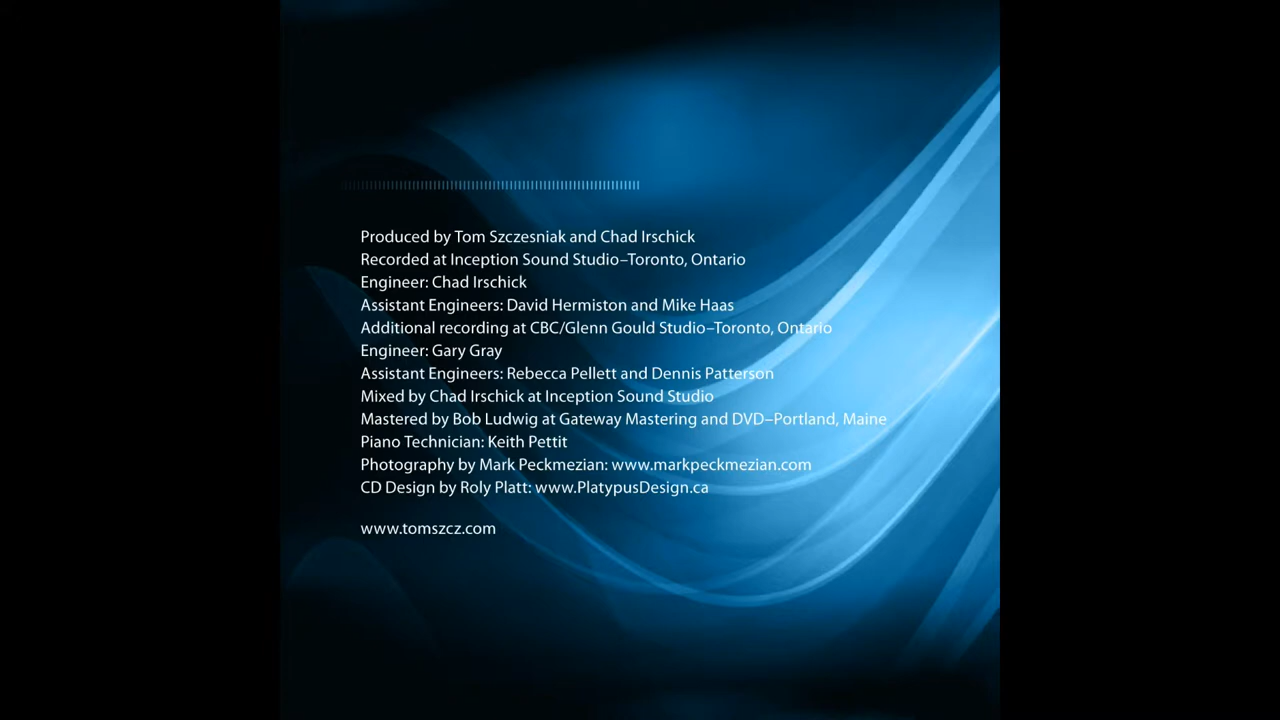 Produced by Tom Szczesniak and Chad Irschick
Recorded at Inception Sound Studio–Toronto, Ontario
Engineer: Chad Irschick
Assistant Engineers: David Hermiston and Mike Haas
Additional recording at CBC/Glenn Gould Studio–Toronto, Ontario
Engineer: Gary Gray
Assistant Engineers: Rebecca Pellett and Dennis Patterson
Mixed by Chad Irschick at Inception Sound Studio
Mastered by Bob Ludwig at Gateway Mastering and DVD–Portland, Maine
Piano Technician: Keith Pettit
Photography by Mark Peckmezian: www.markpeckmezian.com
CD Design by Roly Platt: www.PlatypusDesign.ca
www.tomszcz.com